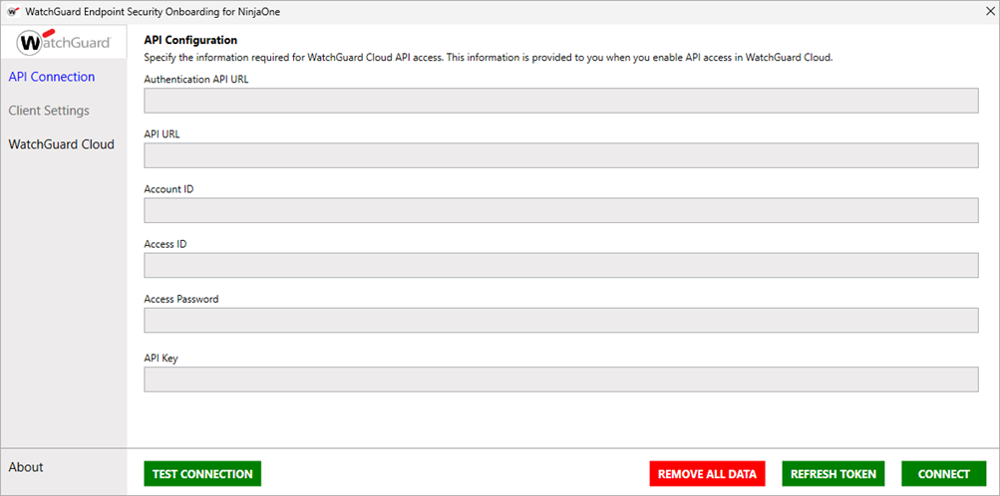 WatchGuard Endpoint Security Onboarding for NinjaOne
WatchGuard
API Connection
Client Settings
WatchGuard Cloud
API Configuration
Specify the information required for WatchGuard Cloud API access. This information is provided to you when you enable API access in WatchGuard Cloud.
Authentication API URL
API URL
Account ID
Access ID
Access Password
API Key
About
TEST CONNECTION
REMOVE ALL DATA
REFRESH TOKEN
CONNECT